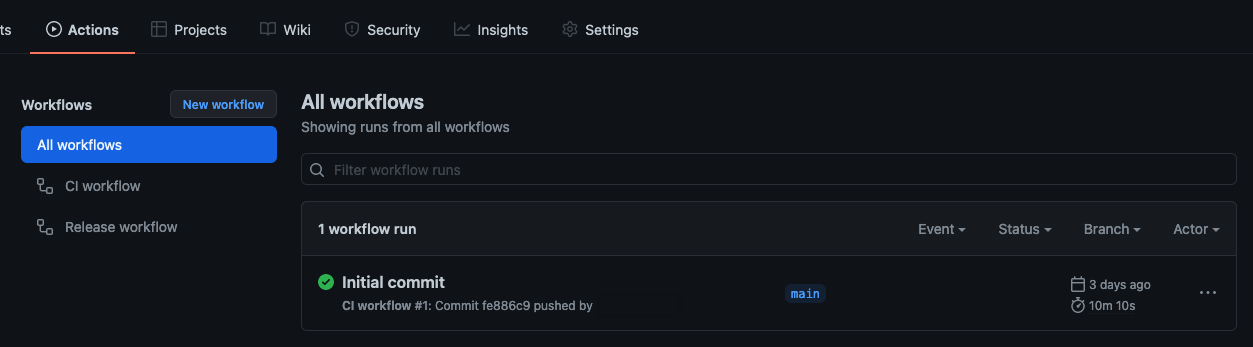 ts Actions Projects Wiki Security Insights Settings
Workflows New workflow
All workflows
CI workflow
Release workflow
All workflows
Showing runs from all workflows
Filter workflow runs
1 workflow run Event Status Branch Actor
Initial commit
CI workflow #1: Commit fe886c9 pushed by
main
3 days ago
10m 10s